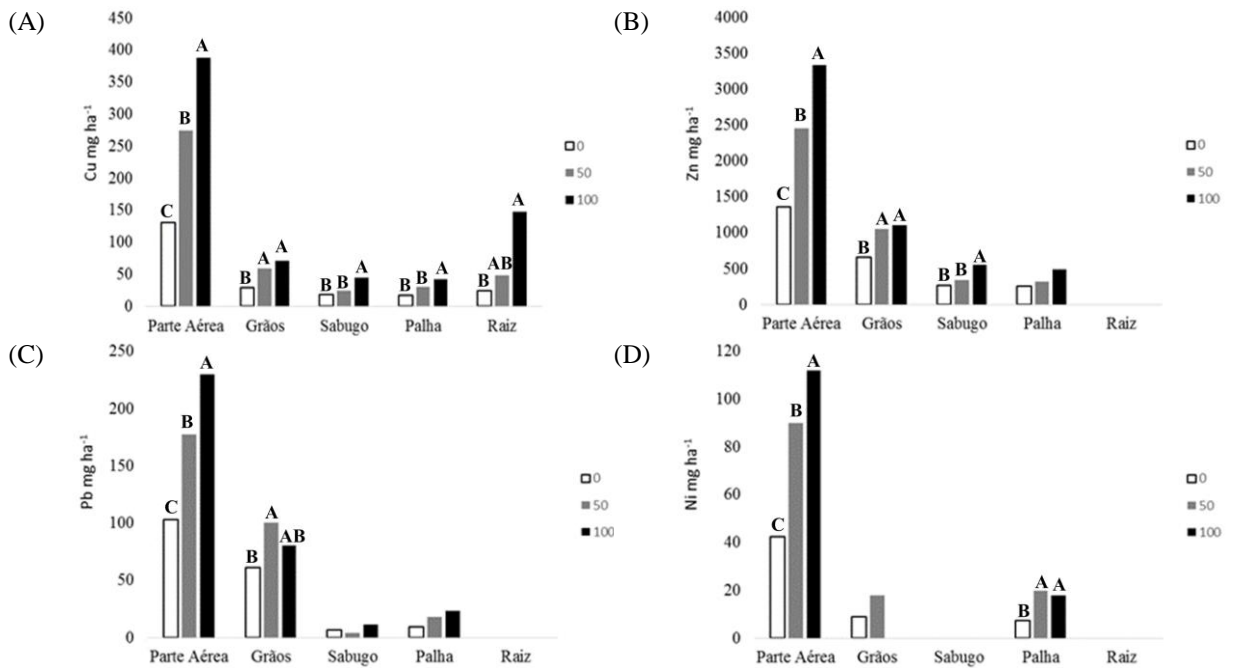 (A)
450
400
350
300
250
200
150
100
50
0
Cu mg ha⁻¹
C
B
A
B
A
A
B
B
A
B
B
A
B
AB
A
Parte Aérea Grãos Sabugo Palha Raiz
0
50
100
(B)
4000
3500
3000
2500
2000
1500
1000
500
0
Zn mg ha⁻¹
C
B
A
B
A
A
B
B
A
Parte Aérea Grãos Sabugo Palha Raiz
0
50
100
(C)
250
200
150
100
50
0
Pb mg ha⁻¹
C
B
A
B
A
AB
Parte Aérea Grãos Sabugo Palha Raiz
0
50
100
(D)
120
100
80
60
40
20
0
Ni mg ha⁻¹
C
B
A
B
A
A
Parte Aérea Grãos Sabugo Palha Raiz
0
50
100